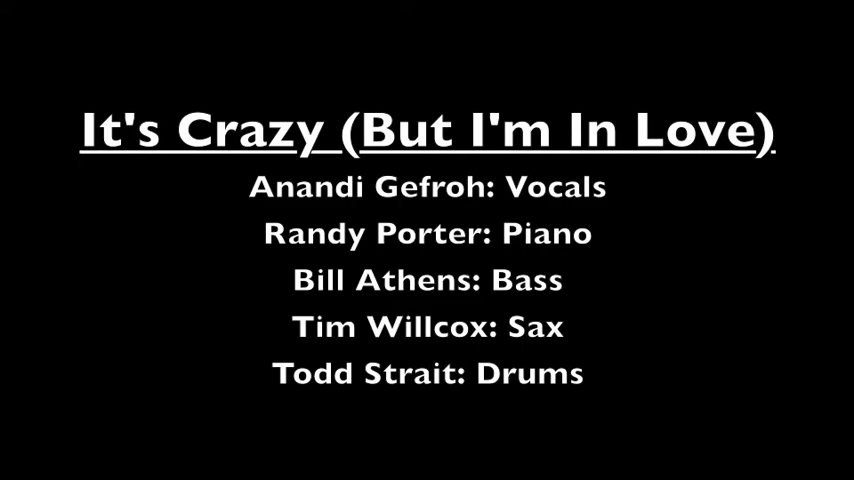 It's Crazy (But I'm In Love)
Anandi Gefroh: Vocals
Randy Porter: Piano
Bill Athens: Bass
Tim Willcox: Sax
Todd Strait: Drums